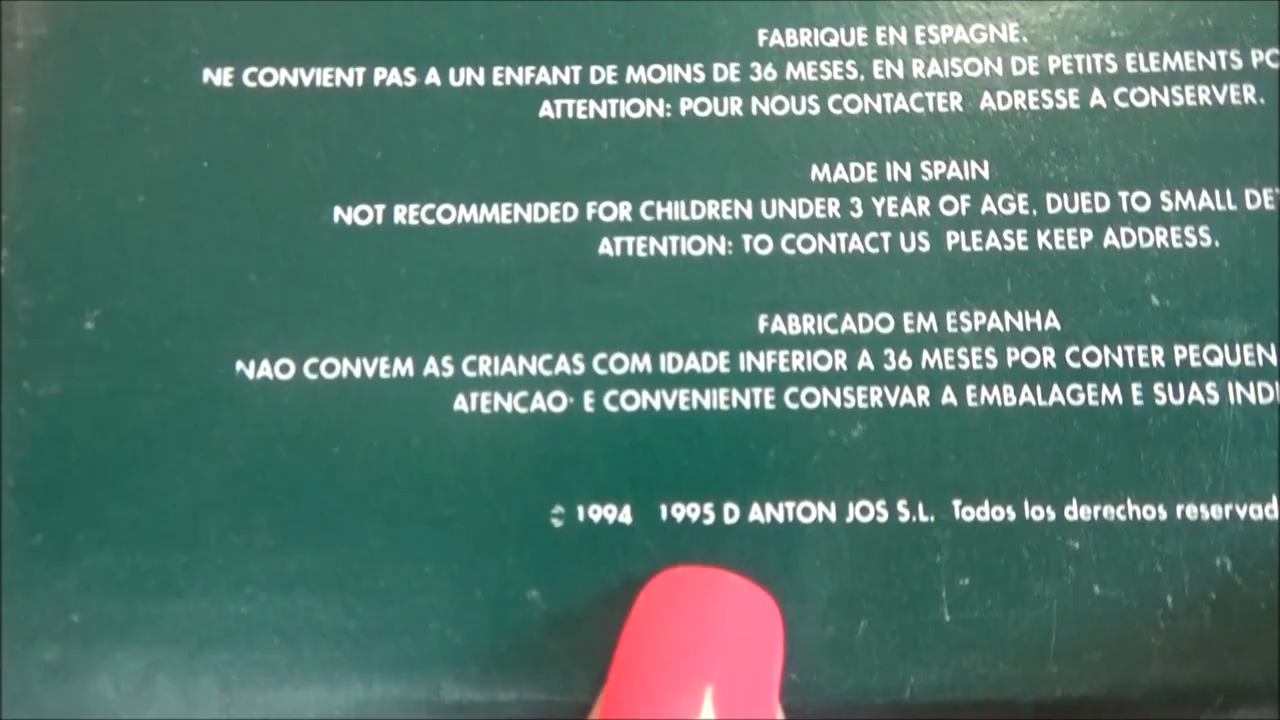 FABRIQUE EN ESPAGNE.
NE CONVIENT PAS A UN ENFANT DE MOINS DE 36 MESES, EN RAISON DE PETITS ELEMENTS
ATTENTION: POUR NOUS CONTACTER ADRESSE A CONSERVER.
MADE IN SPAIN
NOT RECOMMENDED FOR CHILDREN UNDER 3 YEAR OF AGE, DUED TO SMALL
ATTENTION: TO CONTACT US PLEASE KEEP ADDRESS.
FABRICADO EM ESPANHA
NAO CONVEM AS CRIANCAS COM IDADE INFERIOR A 36 MESES POR CONTER
ATENCAO· E CONVENIENTE CONSERVAR A EMBALAGEM E SUAS
© 1994 1995 D ANTON JOS S.L. Todos los derechos